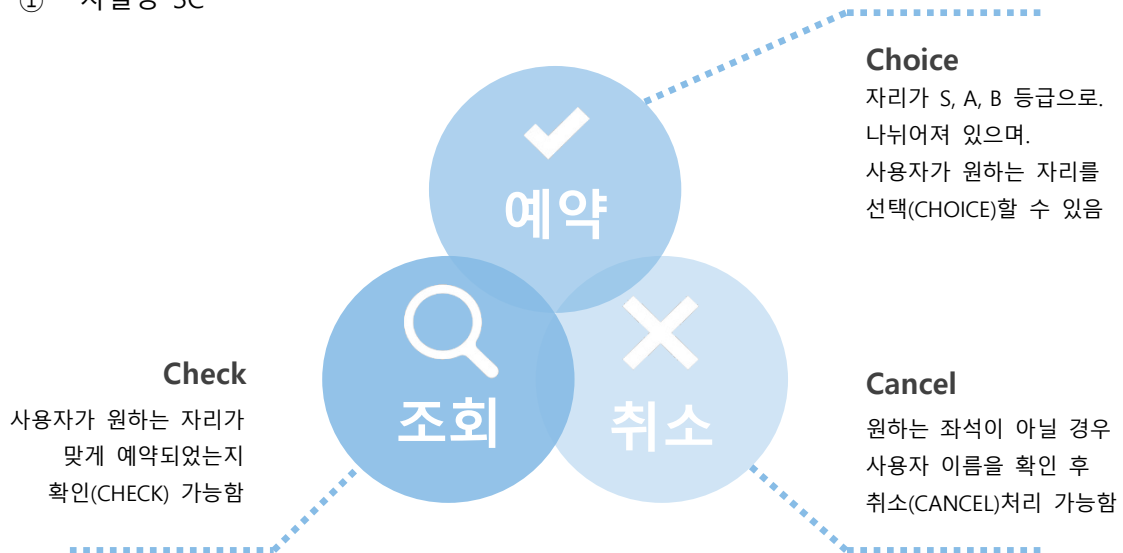 ①
3C
Choice
자리가 S, A, B 등급으로.
나뉘어져 있으며.
사용자가 원하는 자리를
선택(CHOICE)할 수 있음
예약
Check
사용자가 원하는 자리가
맞게 예약되었는지
확인(CHECK) 가능함
조회
취소
Cancel
원하는 좌석이 아닐 경우
사용자 이름을 확인 후
취소(CANCEL)처리 가능함